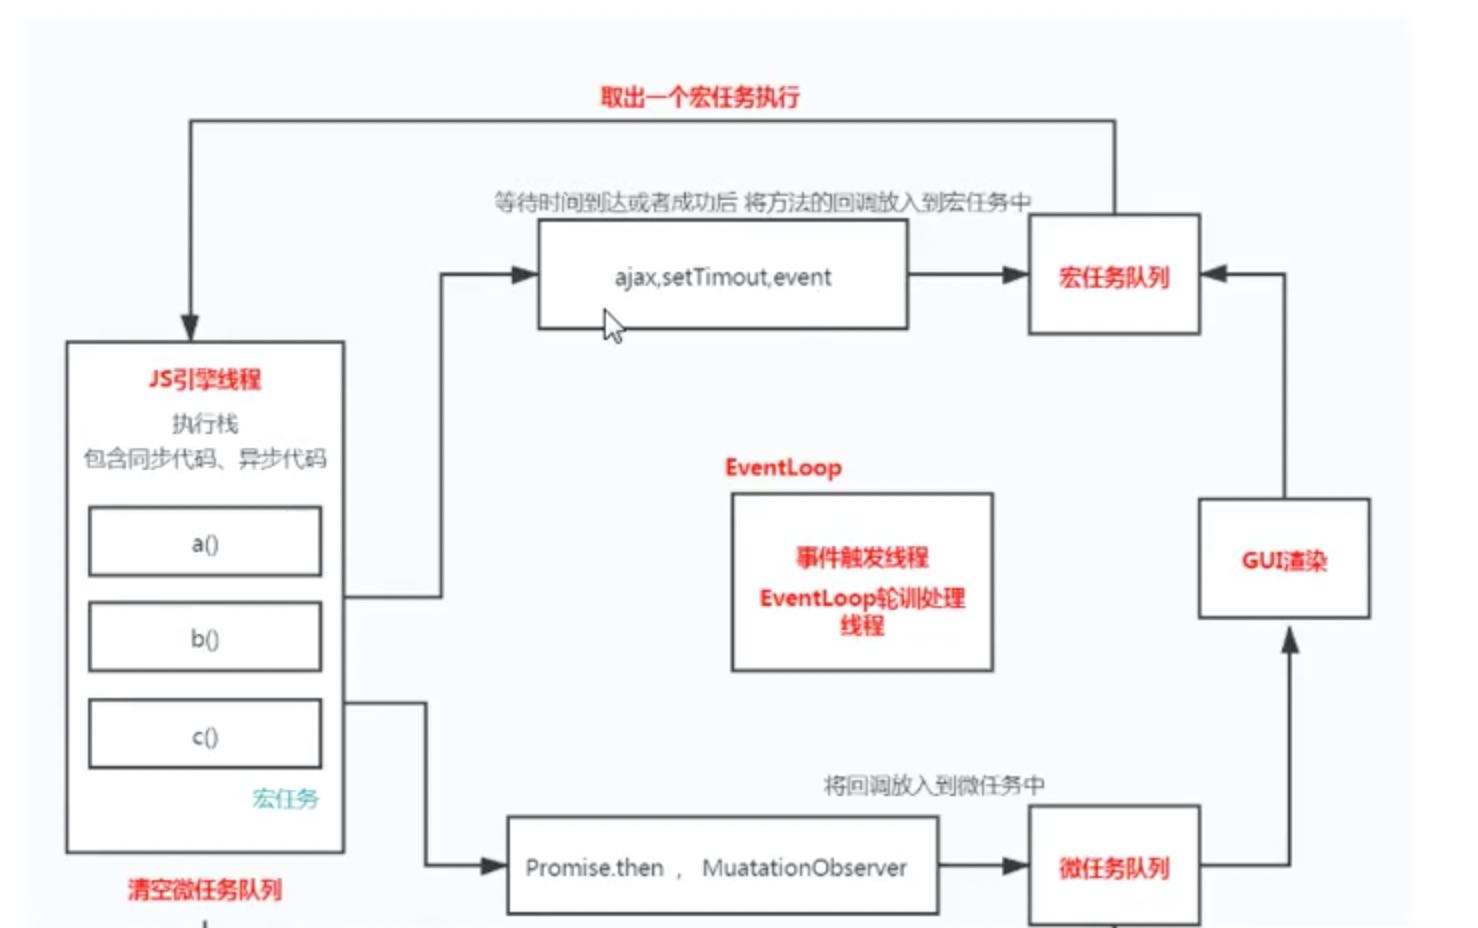 取出一个宏任务执行
等待时间到达或者成功后 将方法的回调放入到宏任务中
ajax,setTimout,event
宏任务队列
JS引擎线程
执行栈
包含同步代码、异步代码
a()
b()
c()
宏任务
EventLoop
事件触发线程
EventLoop轮训处理
线程
GUI渲染
将回调放入到微任务中
Promise.then ， MuatationObserver
微任务队列
清空微任务队列